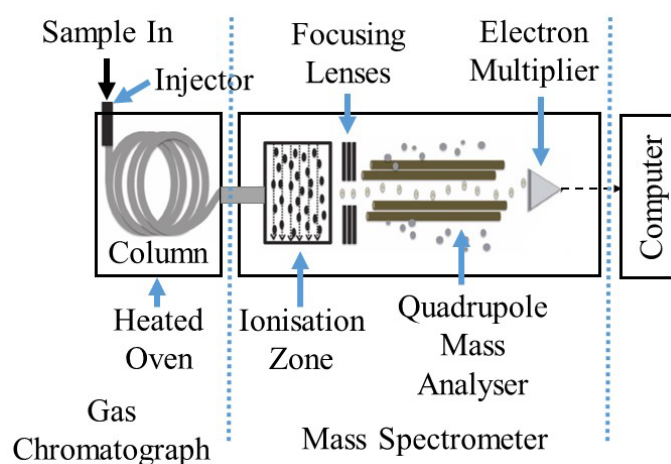 Sample In
Injector
Focusing
Lenses
Electron
Multiplier
Column
Computer
Heated
Oven
Ionisation
Zone
Quadrupole
Mass
Analyser
Gas
Chromatograph
Mass Spectrometer